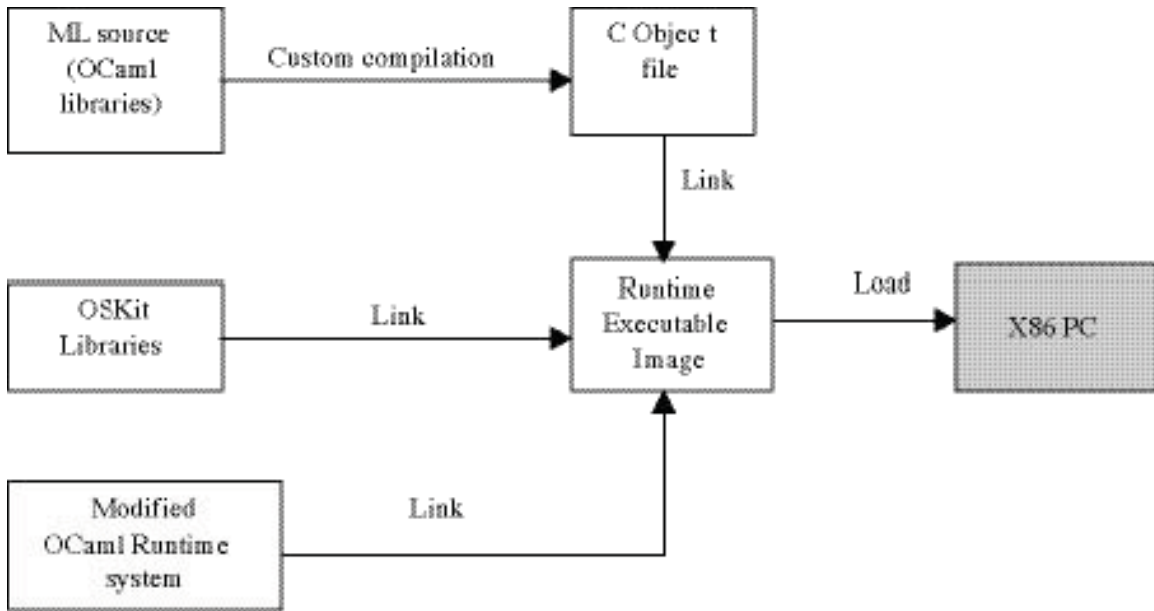 ML source
(OCaml
libraries)
Custom compilation
C Objec t
file
Link
OSKit
Libraries
Link
Runtime
Executable
Image
Load
X86 PC
Modified
OCaml Runtime
system
Link